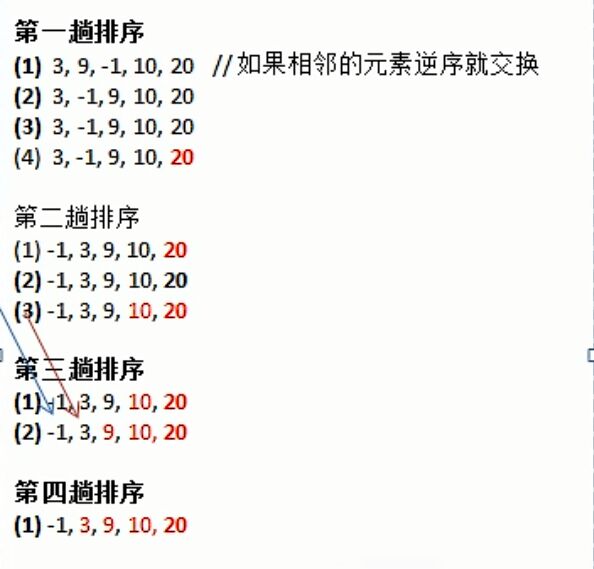 第一趟排序
(1) 3, 9, -1, 10, 20 //如果相邻的元素逆序就交换
(2) 3, -1, 9, 10, 20
(3) 3, -1, 9, 10, 20
(4) 3, -1, 9, 10, 20
第二趟排序
(1) -1, 3, 9, 10, 20
(2) -1, 3, 9, 10, 20
(3) -1, 3, 9, 10, 20
第三趟排序
(1) -1, 3, 9, 10, 20
(2) -1, 3, 9, 10, 20
第四趟排序
(1) -1, 3, 9, 10, 20